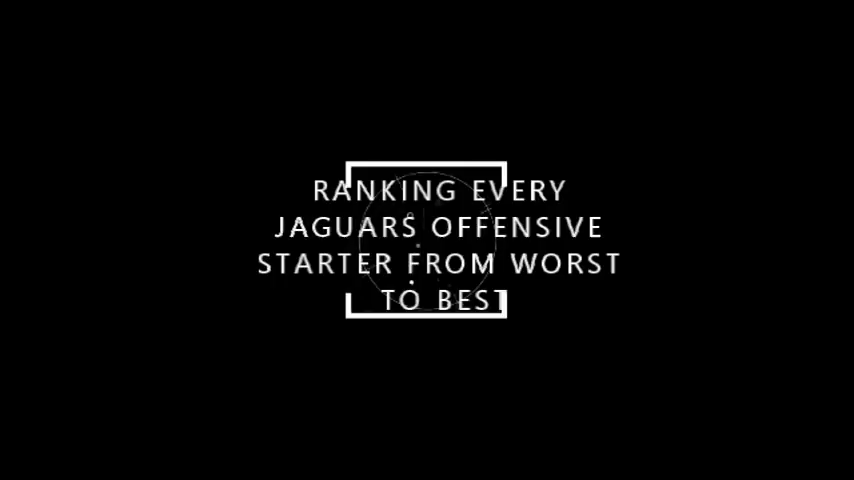 RANKING EVERY
JAGUARS OFFENSIVE
STARTER FROM WORST
TO BEST